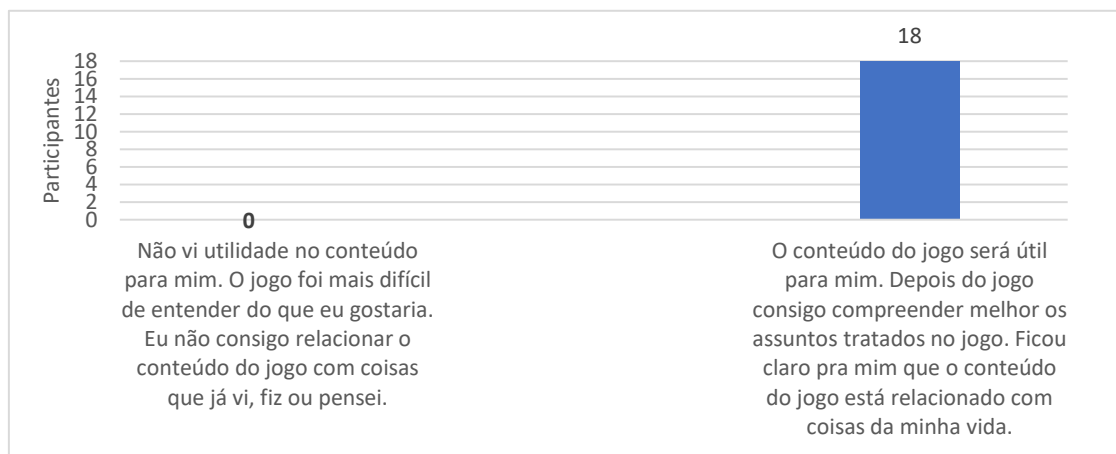 18
Participantes
18
16
14
12
10
8
6
4
2
0
0
Não vi utilidade no conteúdo
para mim. O jogo foi mais difícil
de entender do que eu gostaria.
Eu não consigo relacionar o
conteúdo do jogo com coisas
que já vi, fiz ou pensei.
O conteúdo do jogo será útil
para mim. Depois do jogo
consigo compreender melhor os
assuntos tratados no jogo. Ficou
claro pra mim que o conteúdo
do jogo está relacionado com
coisas da minha vida.